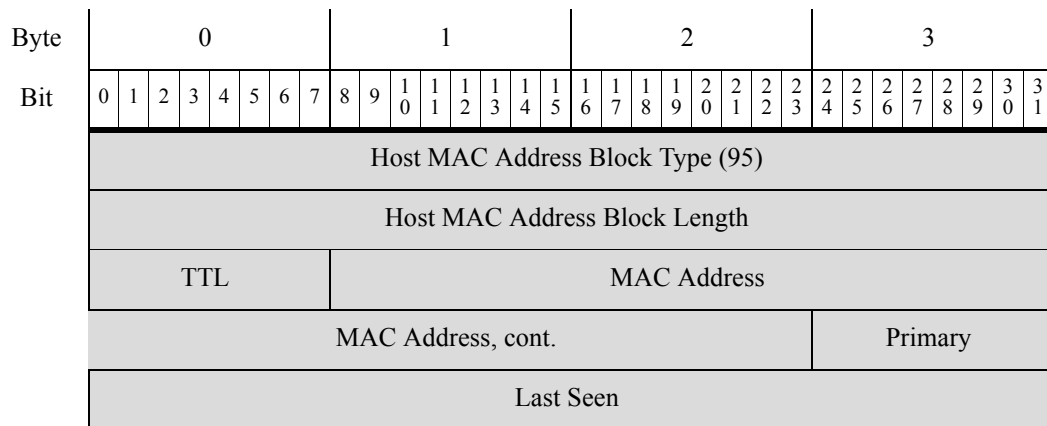 Byte 0 1 2 3
Bit 0 1 2 3 4 5 6 7 8 9 10 11 12 13 14 15 16 17 18 19 20 21 22 23 24 25 26 27 28 29 30 31
Host MAC Address Block Type (95)
Host MAC Address Block Length
TTL MAC Address
MAC Address, cont. Primary
Last Seen